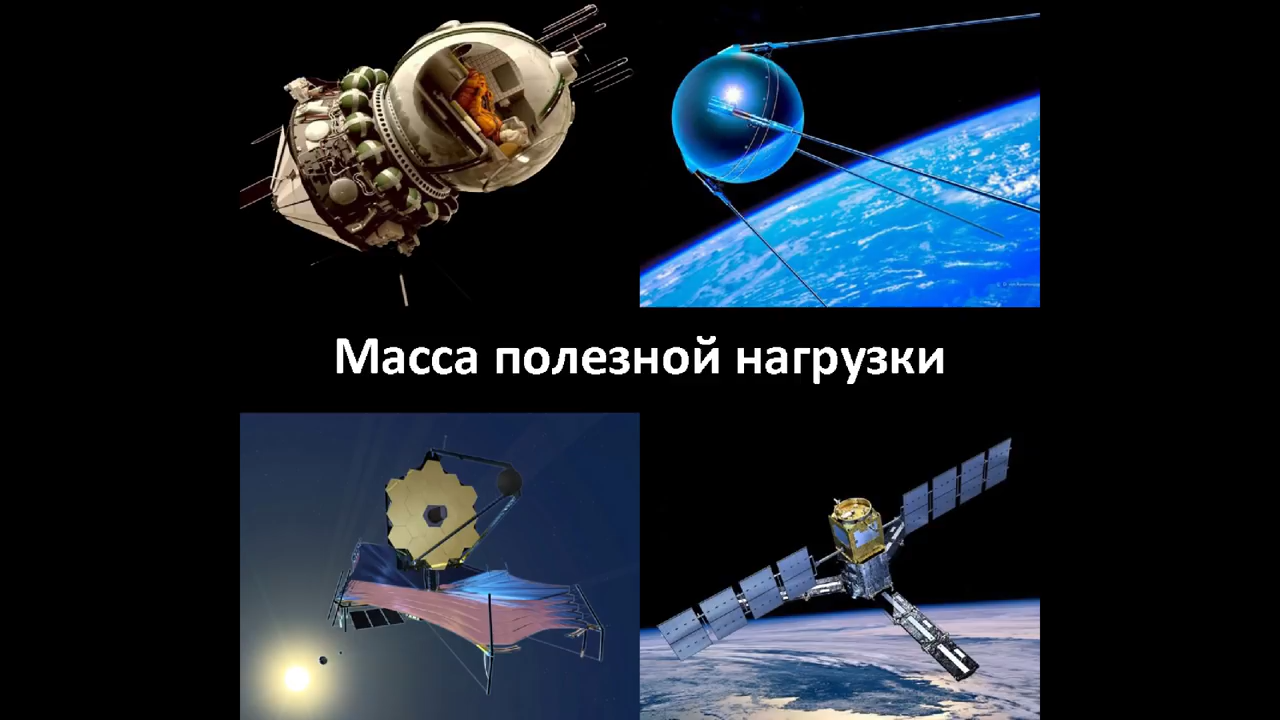 Масса полезной нагрузки